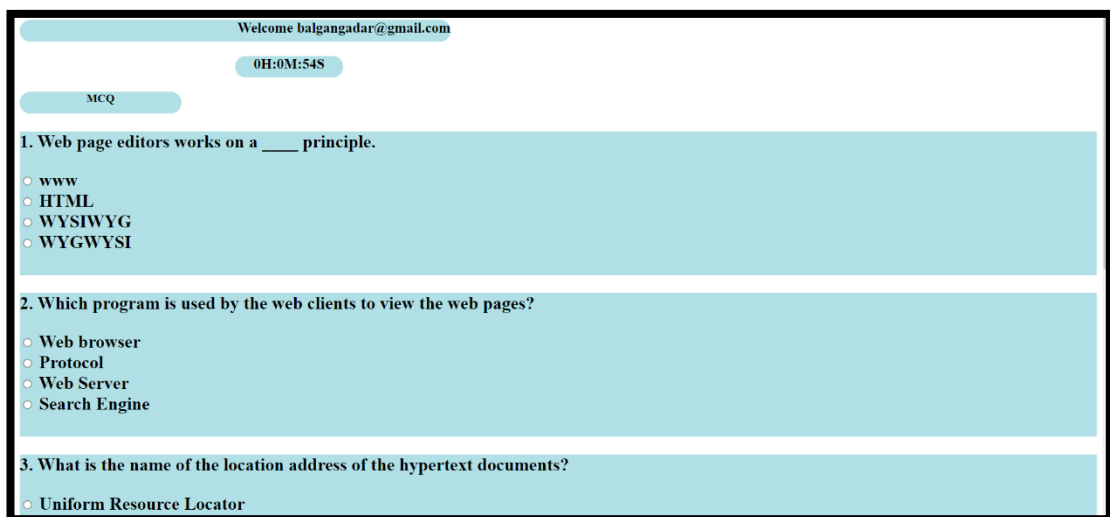 Welcome balgangadar@gmail.com
0H:0M:54S
MCQ
1. Web page editors works on a ____ principle.
www
HTML
WYSIWYG
WYGWYSI
2. Which program is used by the web clients to view the web pages?
Web browser
Protocol
Web Server
Search Engine
3. What is the name of the location address of the hypertext documents?
Uniform Resource Locator